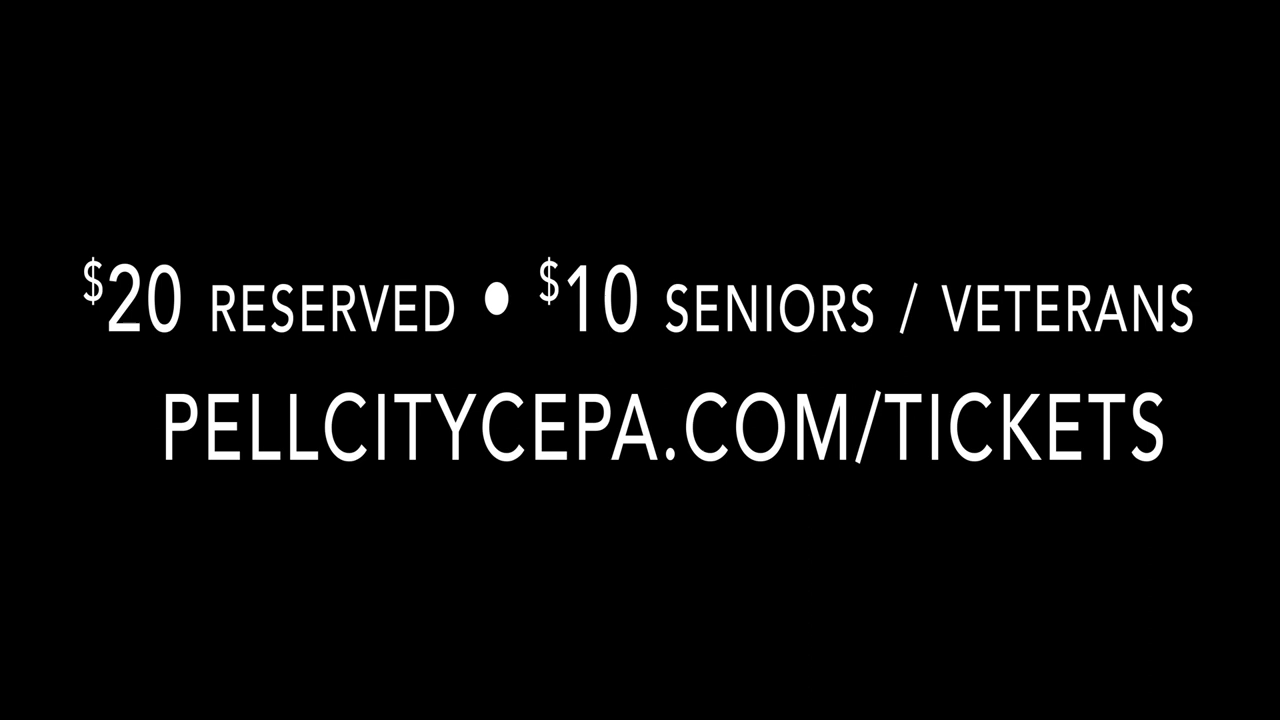 $20 RESERVED • $10 SENIORS / VETERANS
PELLCITYCEPA.COM/TICKETS